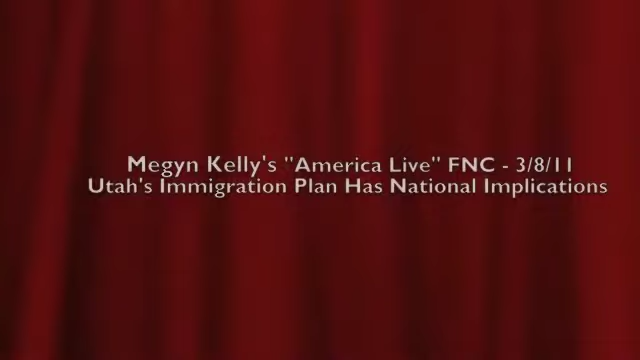 Megyn Kelly's "America Live" FNC - 3/8/11
Utah's Immigration Plan Has National Implications